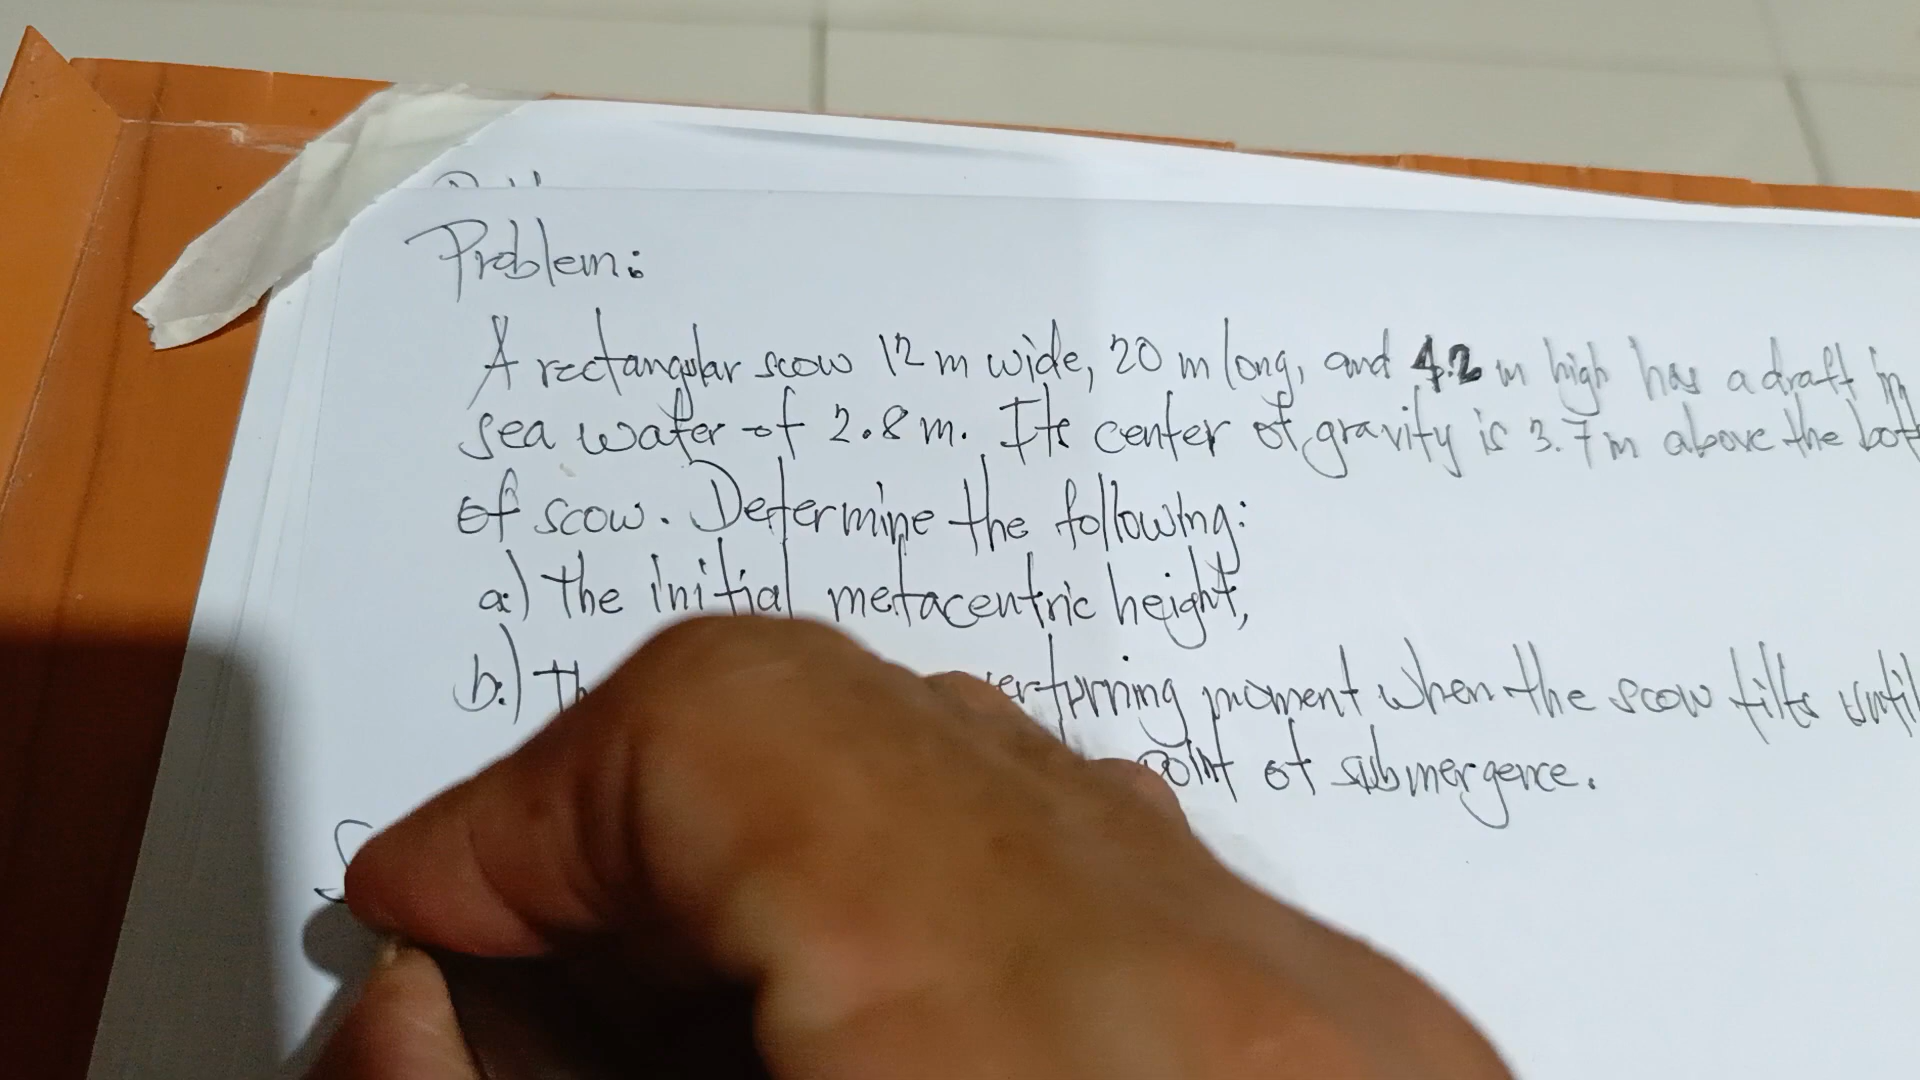 Problem:
A rectangular scow 12 m wide, 20 m long, and 4.2 m high has a draft in
sea water of 2.8 m. Its center of gravity is 3.7 m above the bott
of scow. Determine the following:
a.) the initial metacentric height,
b.) moment when the scow tilts until
point of submergence.